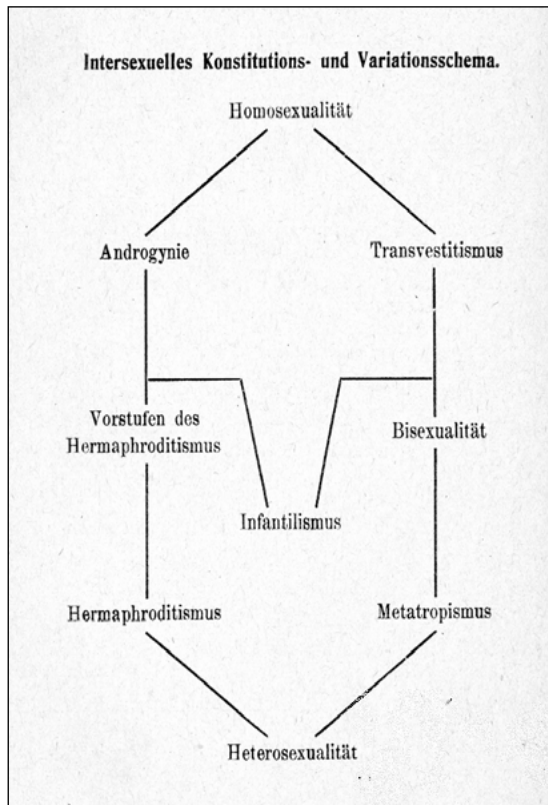 Intersexuelles Konstitutions- und Variationsschema.
Homosexualität
Androgynie
Transvestitismus
Vorstufen des
Hermaphroditismus
Bisexualität
Infantilismus
Hermaphroditismus
Metatropismus
Heterosexualität